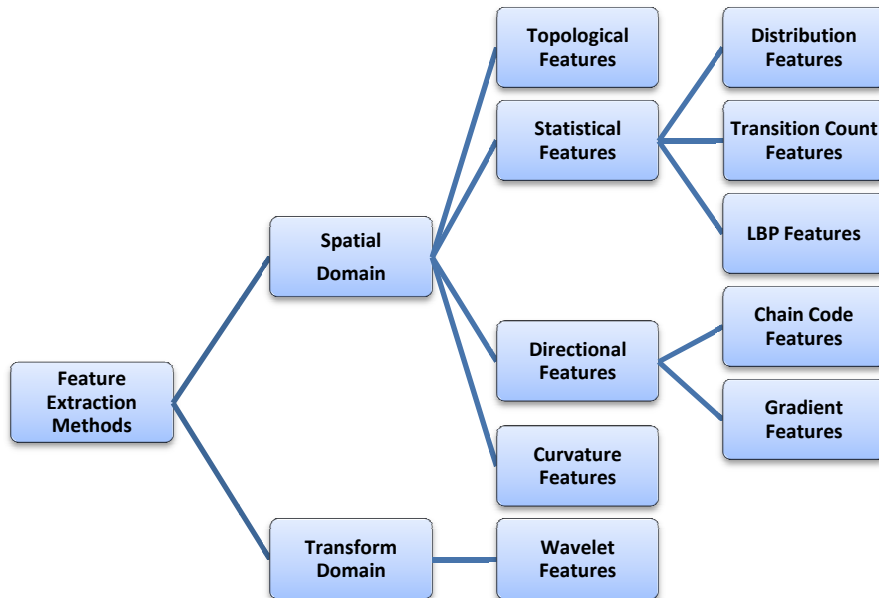 Topological
Features
Distribution
Features
Statistical
Features
Transition Count
Features
LBP Features
Spatial
Domain
Chain Code
Features
Directional
Features
Gradient
Features
Feature
Extraction
Methods
Curvature
Features
Transform
Domain
Wavelet
Features